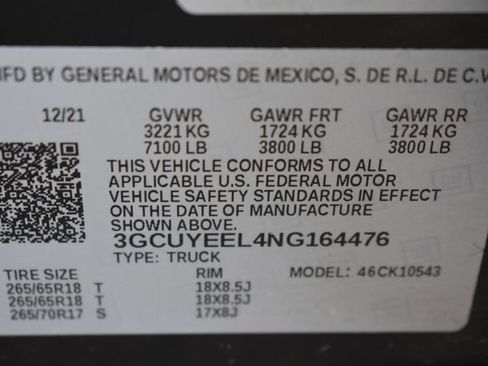 MFD BY GENERAL MOTORS DE MEXICO, S. DE R.L. DE C.V
12/21 GVWR GAWR FRT GAWR RR
3221 KG 1724 KG 1724 KG
7100 LB 3800 LB 3800 LB
THIS VEHICLE CONFORMS TO ALL
APPLICABLE U.S. FEDERAL MOTOR
VEHICLE SAFETY STANDARDS IN EFFECT
ON THE DATE OF MANUFACTURE
SHOWN ABOVE.
3GCUYEEL4NG164476
TYPE: TRUCK MODEL: 46CK10543
TIRE SIZE RIM
265/65R18 T 18X8.5J
265/65R18 T 18X8.5J
265/70R17 S 17X8J